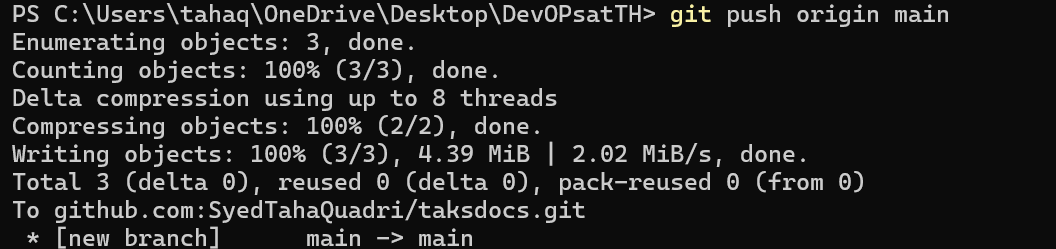 PS C:\Users\tahaq\OneDrive\Desktop\DevOPsatTH> git push origin main
Enumerating objects: 3, done.
Counting objects: 100% (3/3), done.
Delta compression using up to 8 threads
Compressing objects: 100% (2/2), done.
Writing objects: 100% (3/3), 4.39 MiB | 2.02 MiB/s, done.
Total 3 (delta 0), reused 0 (delta 0), pack-reused 0 (from 0)
To github.com:SyedTahaQuadri/taksdocs.git
 * [new branch]      main -> main